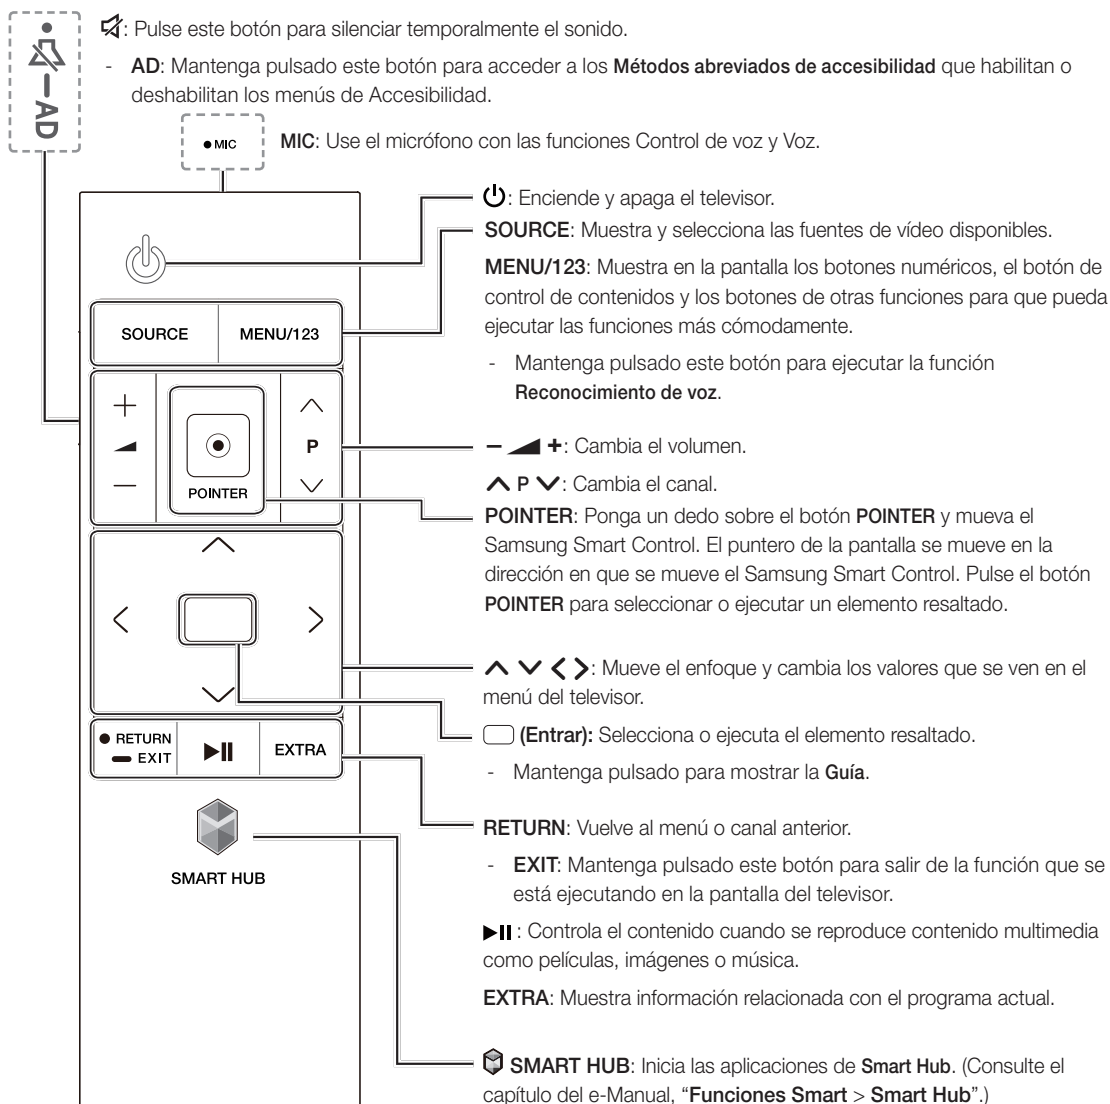 : Pulse este botón para silenciar temporalmente el sonido.
- AD: Mantenga pulsado este botón para acceder a los Métodos abreviados de accesibilidad que habilitan o
deshabilitan los menús de Accesibilidad.
AD
MIC
MIC: Use el micrófono con las funciones Control de voz y Voz.
: Enciende y apaga el televisor.
SOURCE: Muestra y selecciona las fuentes de vídeo disponibles.
MENU/123: Muestra en la pantalla los botones numéricos, el botón de
control de contenidos y los botones de otras funciones para que pueda
ejecutar las funciones más cómodamente.
- Mantenga pulsado este botón para ejecutar la función
Reconocimiento de voz.
SOURCE
MENU/123
P
POINTER
− +: Cambia el volumen.
P : Cambia el canal.
POINTER: Ponga un dedo sobre el botón POINTER y mueva el
Samsung Smart Control. El puntero de la pantalla se mueve en la
dirección en que se mueve el Samsung Smart Control. Pulse el botón
POINTER para seleccionar o ejecutar un elemento resaltado.
: Mueve el enfoque y cambia los valores que se ven en el
menú del televisor.
(Entrar): Selecciona o ejecuta el elemento resaltado.
- Mantenga pulsado para mostrar la Guía.
RETURN
EXIT
EXTRA
SMART HUB
RETURN: Vuelve al menú o canal anterior.
- EXIT: Mantenga pulsado este botón para salir de la función que se
está ejecutando en la pantalla del televisor.
: Controla el contenido cuando se reproduce contenido multimedia
como películas, imágenes o música.
EXTRA: Muestra información relacionada con el programa actual.
SMART HUB: Inicia las aplicaciones de Smart Hub. (Consulte el
capítulo del e-Manual, “Funciones Smart > Smart Hub”.)